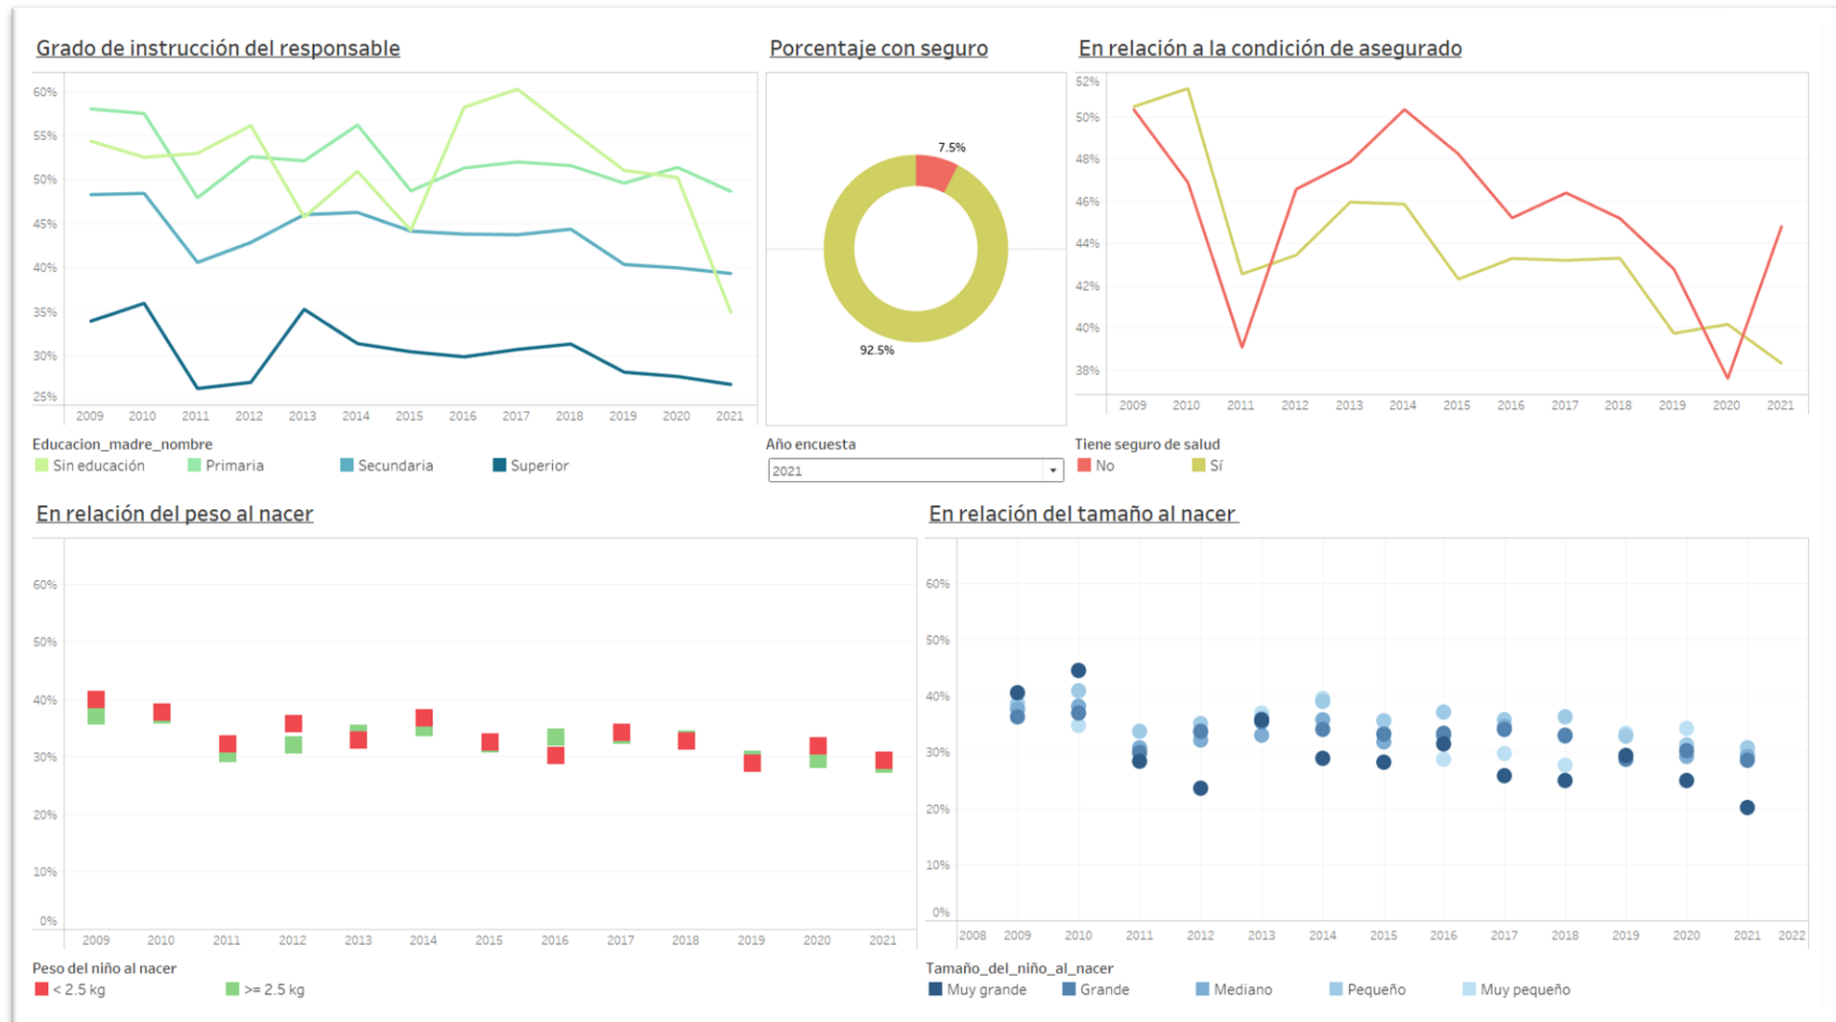 Grado de instrucción del responsable
60%
55%
50%
45%
40%
35%
30%
25%
2009 2010 2011 2012 2013 2014 2015 2016 2017 2018 2019 2020 2021
Educacion_madre_nombre
Sin educación Primaria Secundaria Superior
Porcentaje con seguro
7.5%
92.5%
Año encuesta
2021
En relación a la condición de asegurado
52%
50%
48%
46%
44%
42%
40%
38%
2009 2010 2011 2012 2013 2014 2015 2016 2017 2018 2019 2020 2021
Tiene seguro de salud
No Sí
En relación del peso al nacer
60%
50%
40%
30%
20%
10%
0%
2009 2010 2011 2012 2013 2014 2015 2016 2017 2018 2019 2020 2021
Peso del niño al nacer
< 2.5 kg >= 2.5 kg
En relación del tamaño al nacer
60%
50%
40%
30%
20%
10%
0%
2008 2009 2010 2011 2012 2013 2014 2015 2016 2017 2018 2019 2020 2021 2022
Tamaño_del_niño_al_nacer
Muy grande Grande Mediano Pequeño Muy pequeño